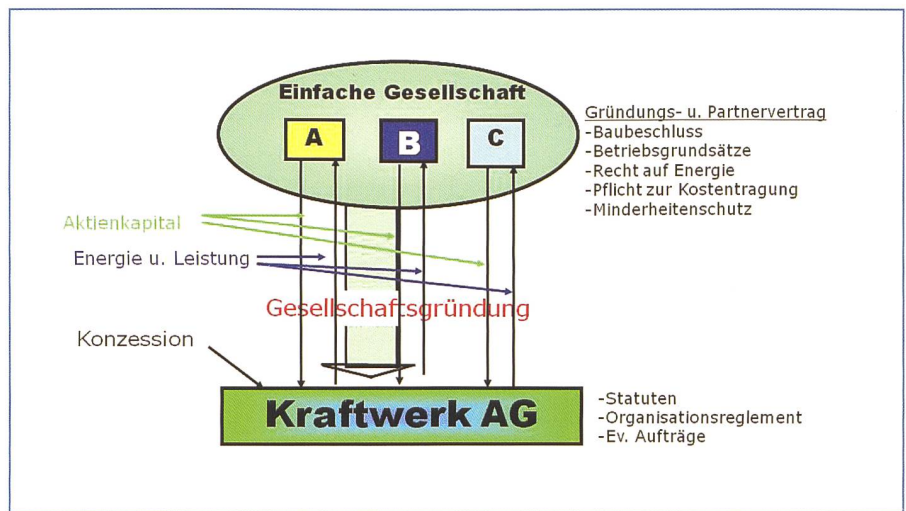 Einfache Gesellschaft
A
B
C
Gründungs- u. Partnervertrag
-Baubeschluss
-Betriebsgrundsätze
-Recht auf Energie
-Pflicht zur Kostentragung
-Minderheitenschutz
Aktienkapital
Energie u. Leistung
Gesellschaftsgründung
Konzession
Kraftwerk AG
-Statuten
-Organisationsreglement
-Ev. Aufträge